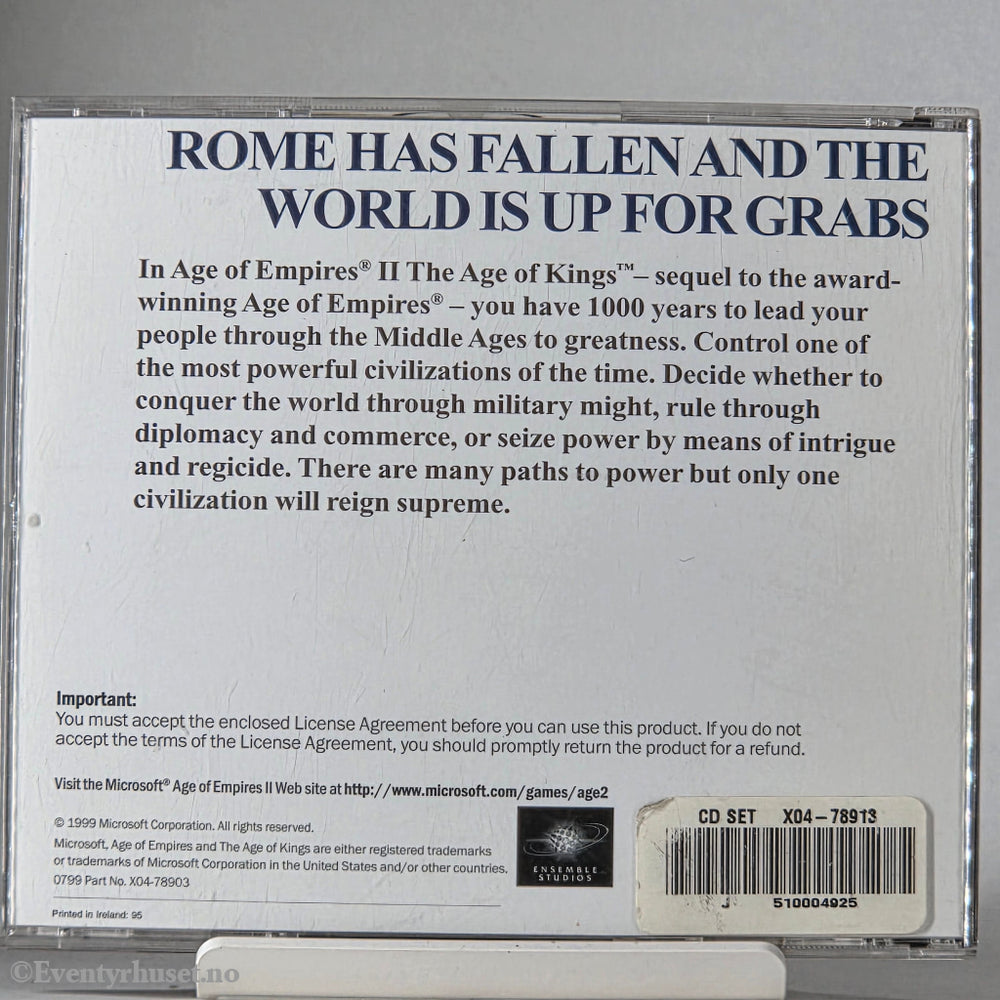 ROME HAS FALLEN AND THE
WORLD IS UP FOR GRABS
In Age of Empires® II The Age of Kings™– sequel to the award-
winning Age of Empires® – you have 1000 years to lead your
people through the Middle Ages to greatness. Control one of
the most powerful civilizations of the time. Decide whether to
conquer the world through military might, rule through
diplomacy and commerce, or seize power by means of intrigue
and regicide. There are many paths to power but only one
civilization will reign supreme.
Important:
You must accept the enclosed License Agreement before you can use this product. If you do not
accept the terms of the License Agreement, you should promptly return the product for a refund.
Visit the Microsoft® Age of Empires II Web site at http://www.microsoft.com/games/age2
© 1999 Microsoft Corporation. All rights reserved.
Microsoft, Age of Empires and The Age of Kings are either registered trademarks
or trademarks of Microsoft Corporation in the United States and/or other countries.
0799 Part No. X04-78903
Printed in Ireland: 95
ENSEMBLE
STUDIOS
CD SET X04-78913
J 510004925
©Eventyrhuset.no